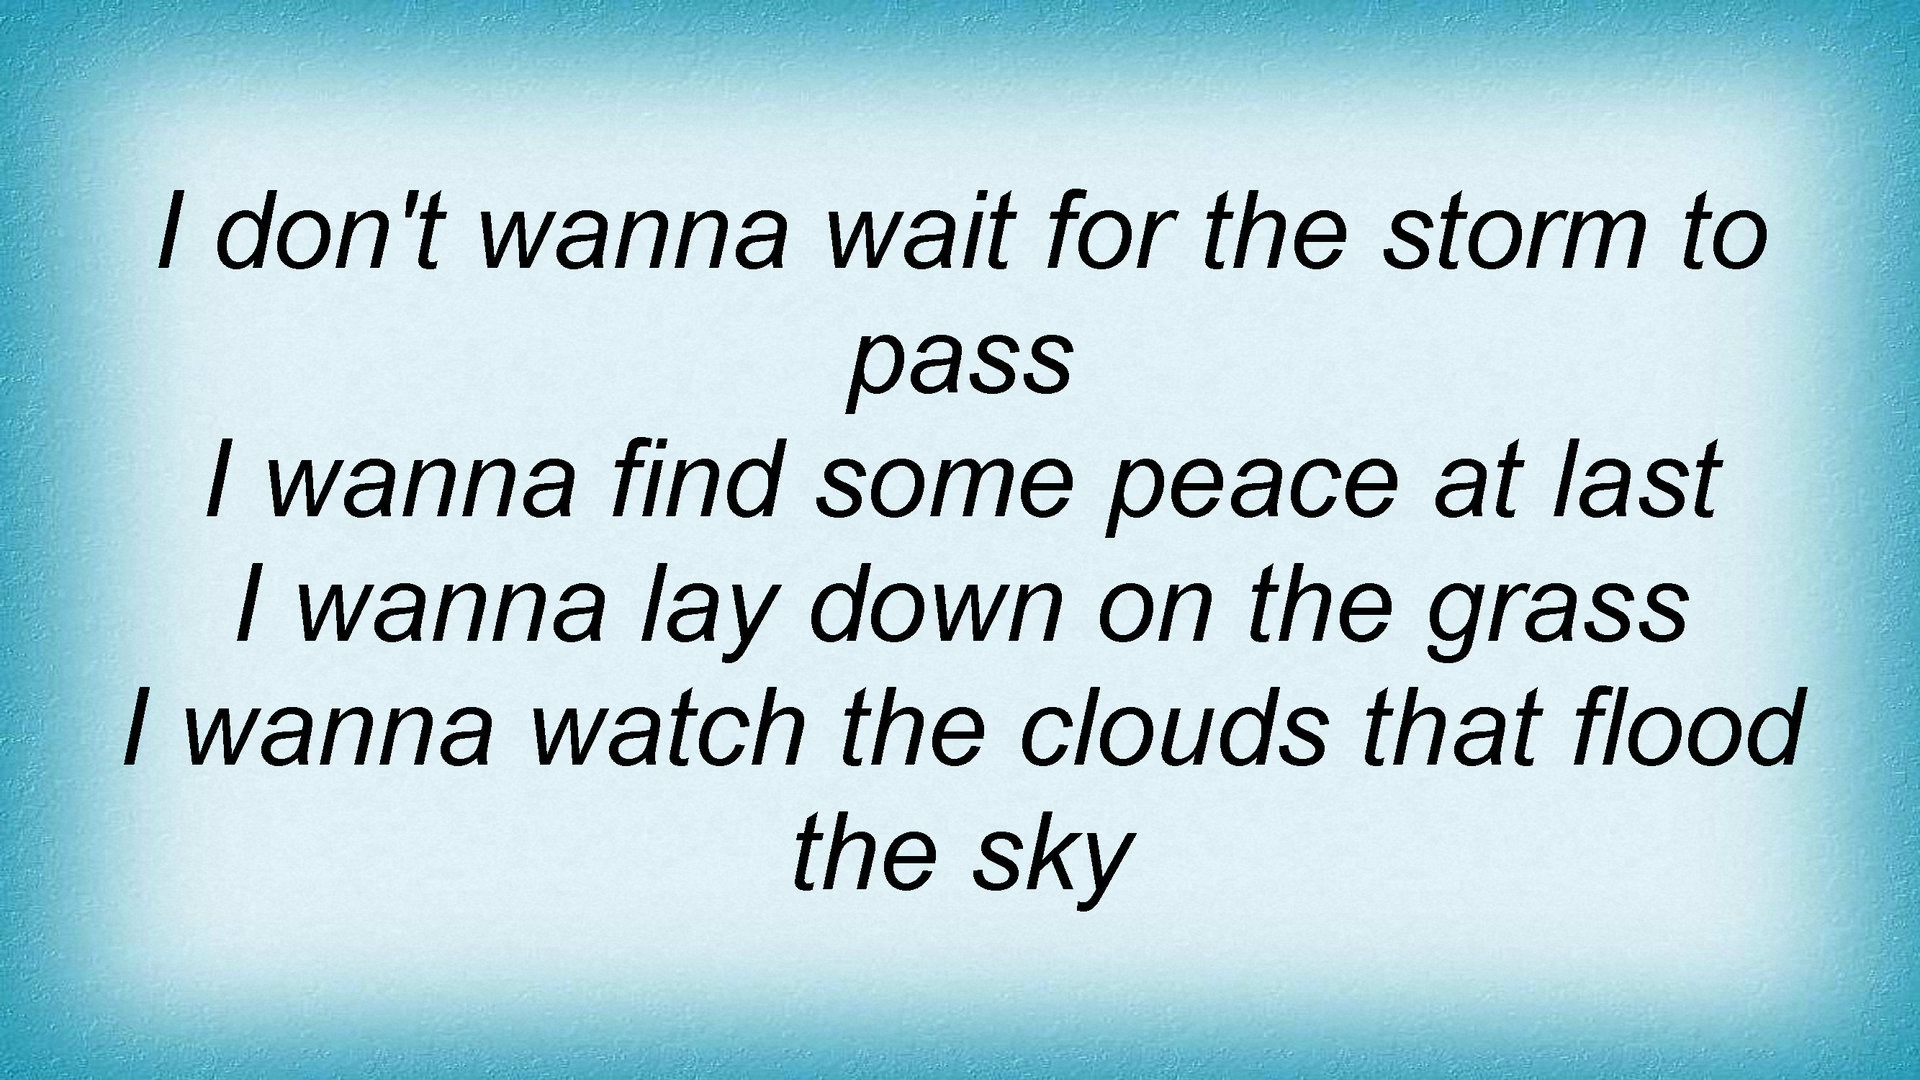 I don't wanna wait for the storm to
pass
I wanna find some peace at last
I wanna lay down on the grass
I wanna watch the clouds that flood
the sky